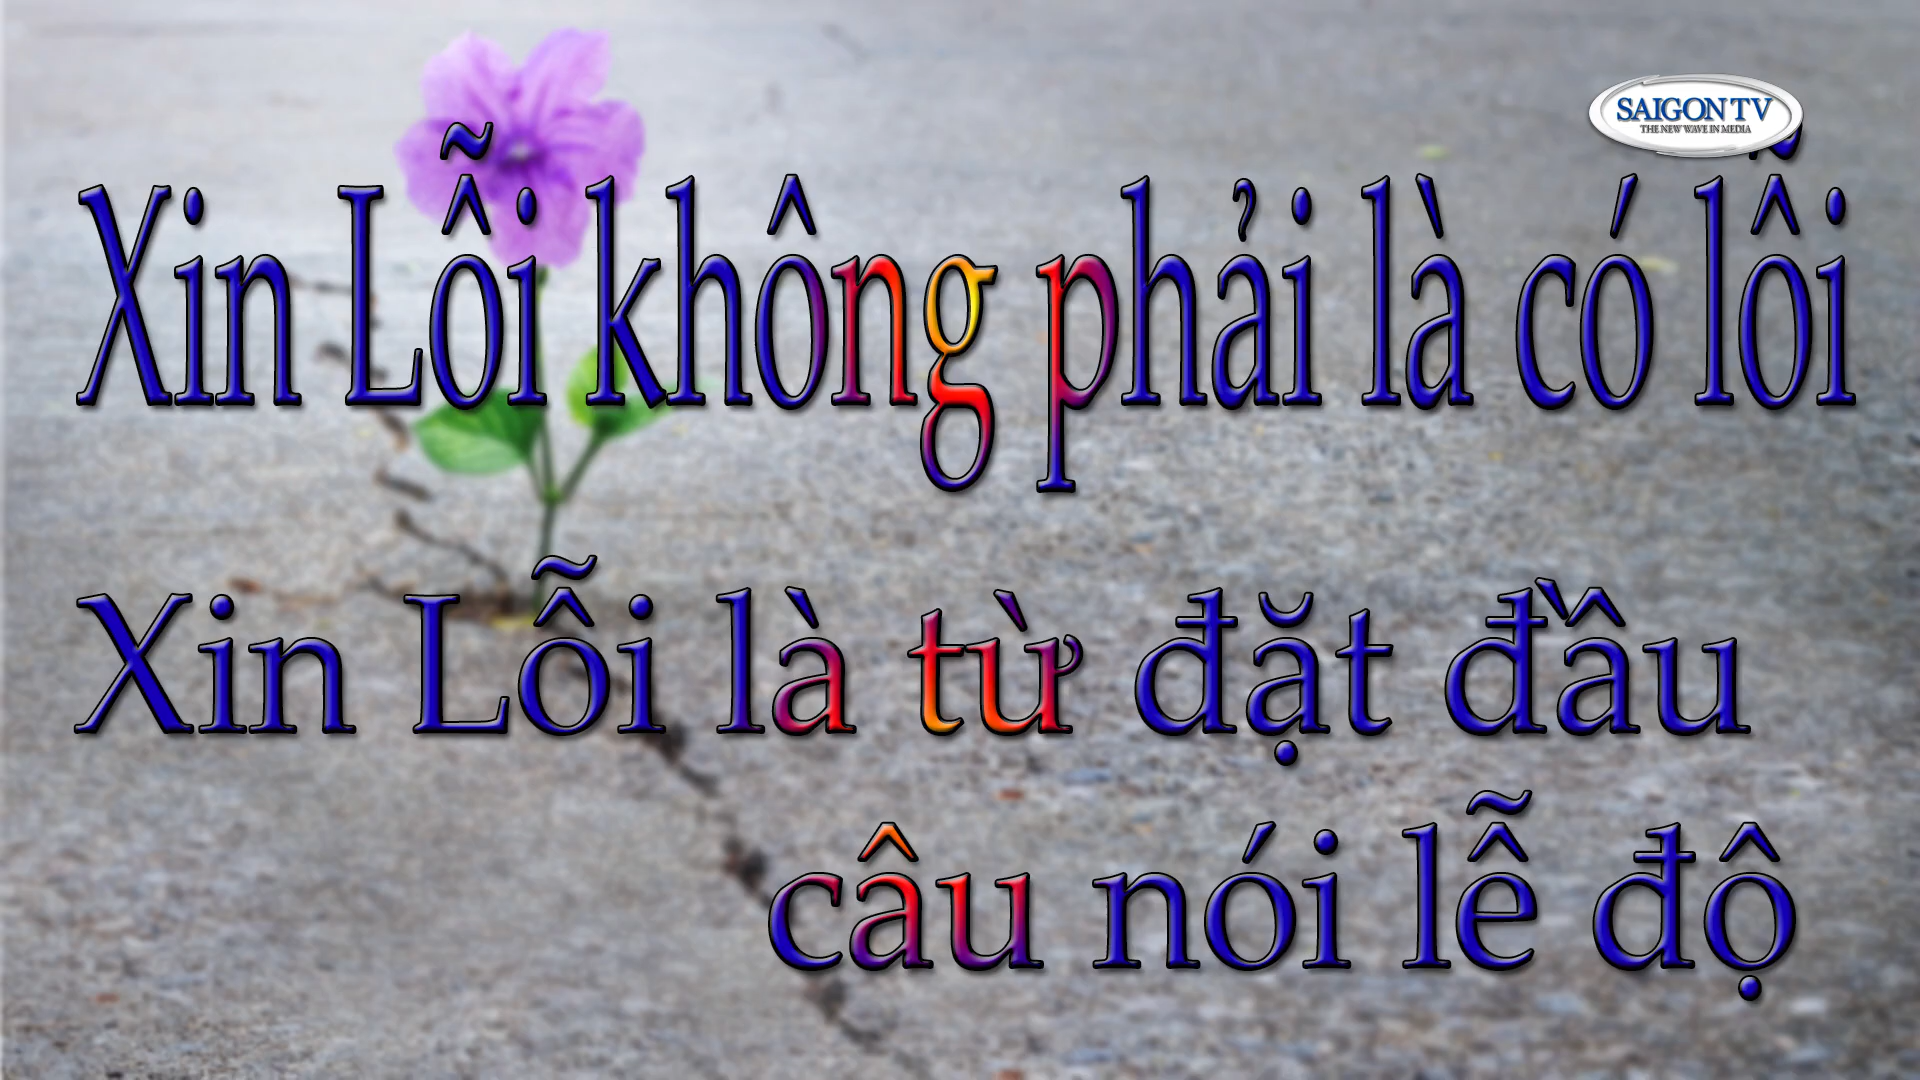 SAIGON TV
THE NEW WAVE IN MEDIA
Xin Lỗi không phải là có lỗi
Xin Lỗi là từ đặt đầu
câu nói lễ độ